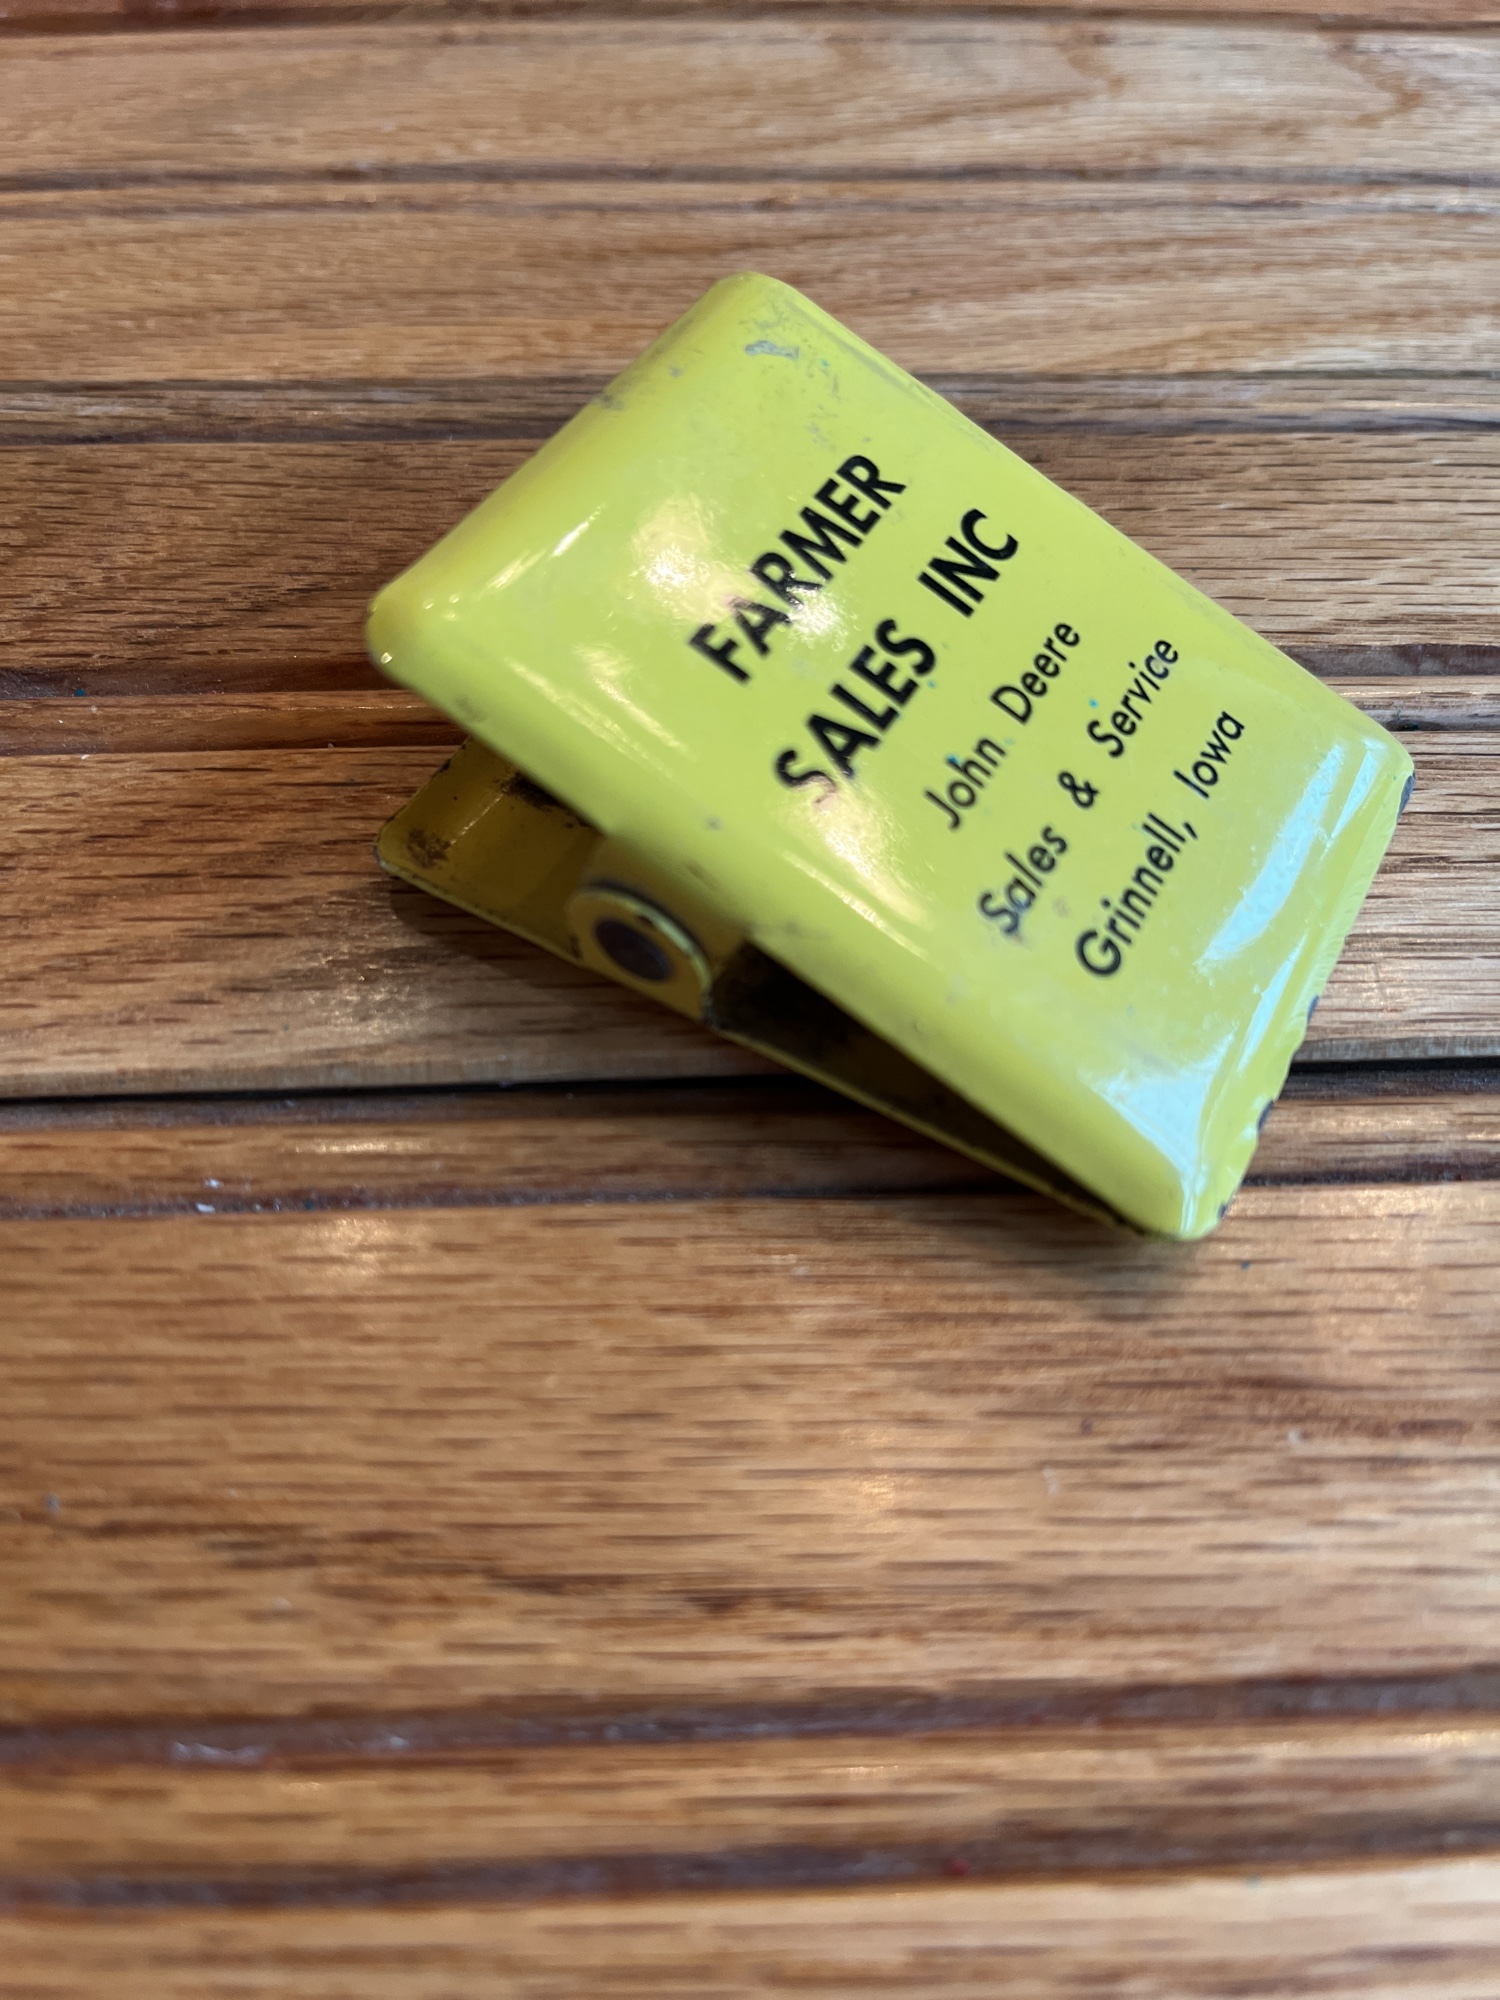 FARMER
SALES INC
John Deere
Sales & Service
Grinnell, Iowa